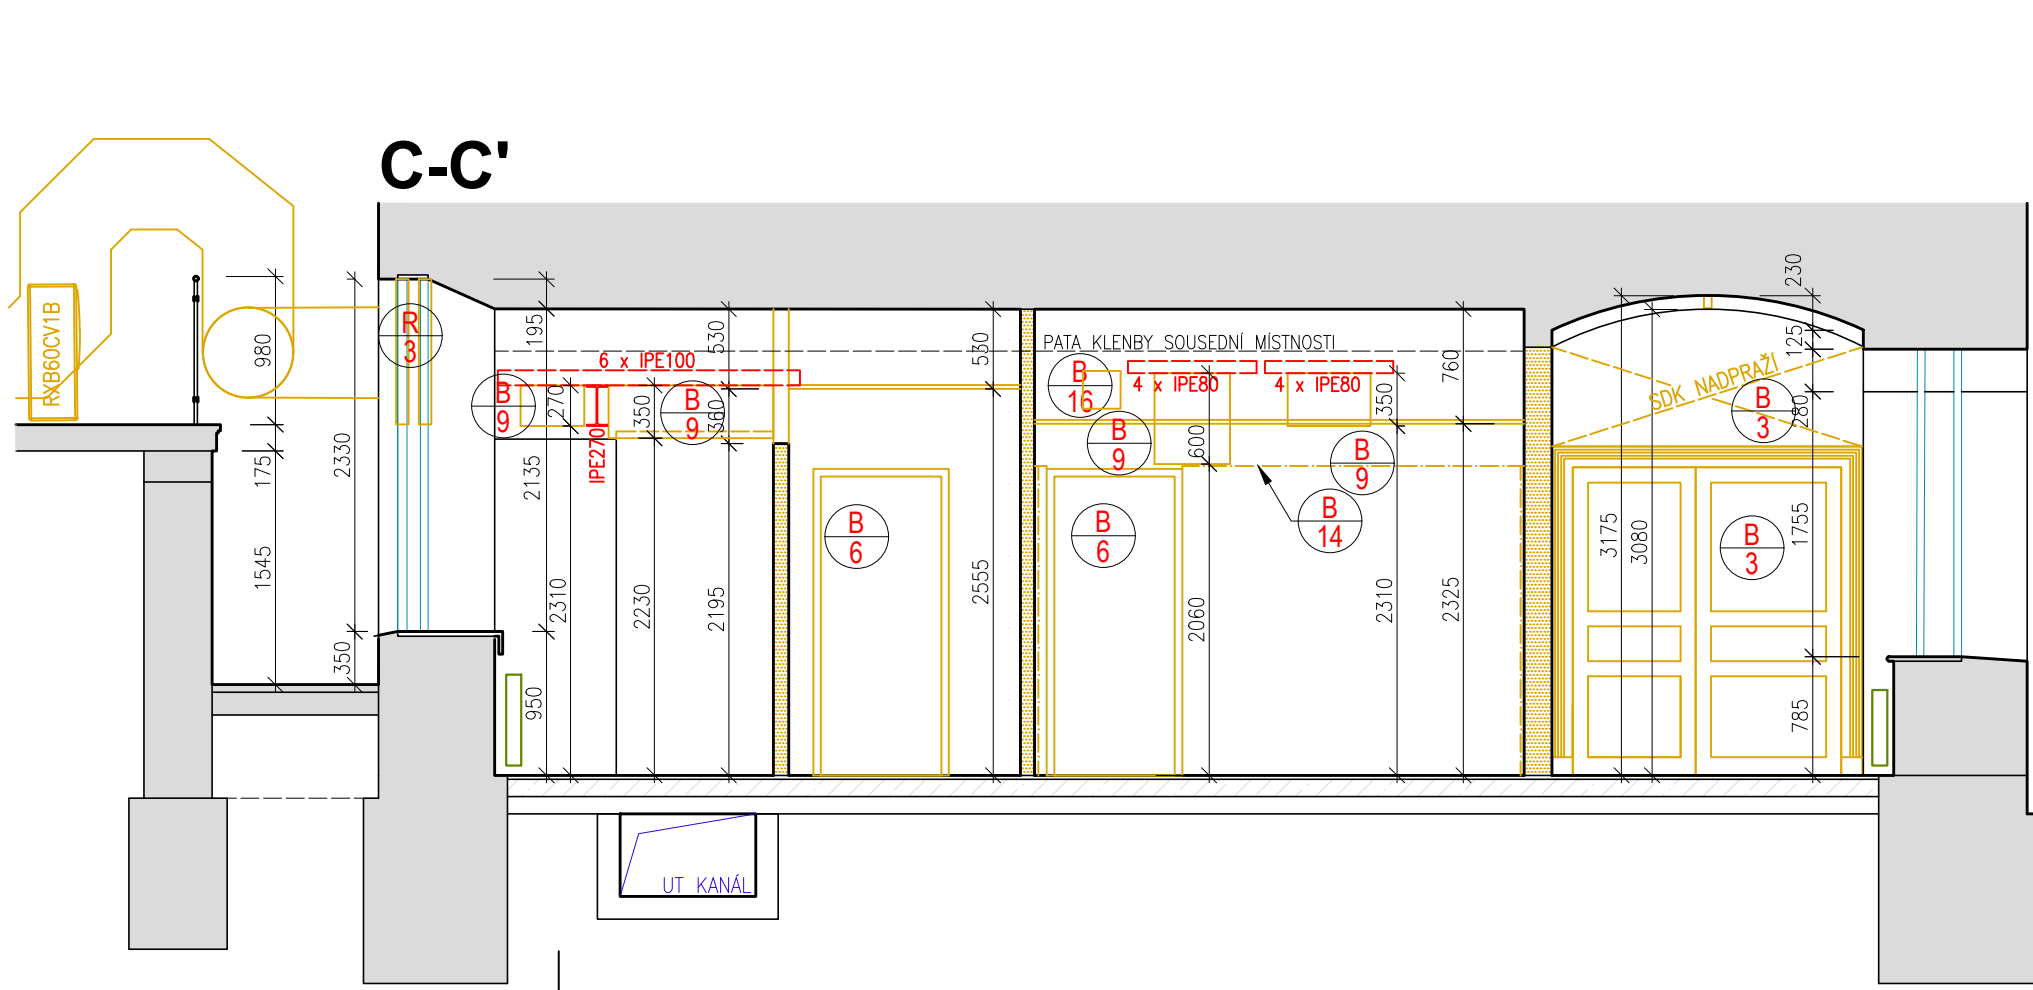 C-C'
RXB60CV1B
980
175
1545
2330
350
R
3
195
2135
950
6 x IPE100
B
9
270
2310
IPE270
350
2230
B
9
530
360
2195
B
6
530
2555
PATA KLENBY SOUSEDNÍ MÍSTNOSTI
B
16
4 x IPE80
4 x IPE80
B
9
600
2060
B
6
B
9
B
14
350
2310
760
2325
SDK NADPRAŽÍ
B
3
3175
3080
B
3
230
125
280
1755
785
UT KANÁL